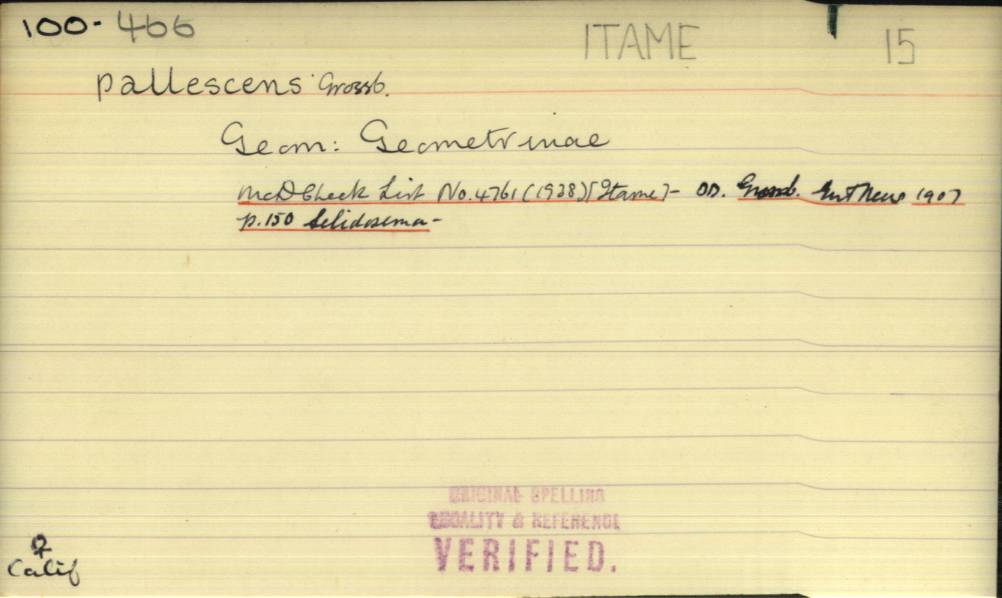 100-466
ITAME
15
pallescens Grossb.
Geom: Geometrinae
McD Check List No. 4761 (1938) [Itame] - OD. Grossb. Ent News 1907
p.150 Selidosema-
ORIGINAL SPELLING
LOCALITY & REFERENCE
VERIFIED.
♀
Calif